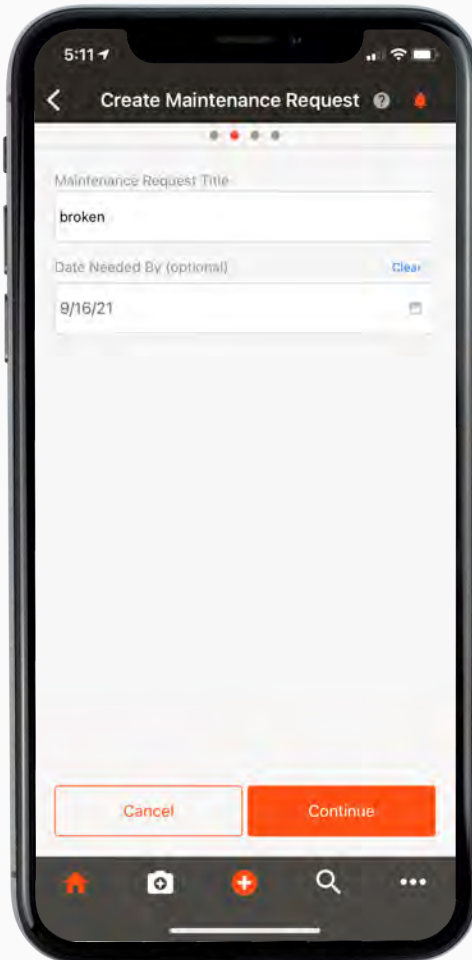 5:11
Create Maintenance Request
Maintenance Request Title
broken
Date Needed By (optional) Clear
9/16/21
Cancel Continue